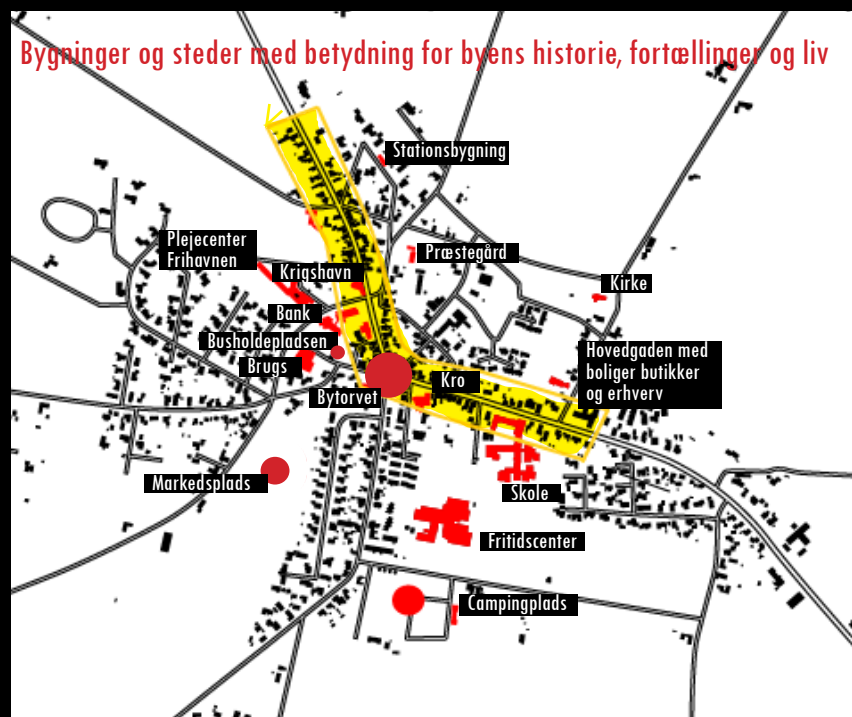 Bygninger og steder med betydning for byens historie, fortællinger og liv
Stationsbygning
Plejecenter
Frihavnen
Præstegård
Krigshavn
Kirke
Bank
Busholdepladsen
Hovedgaden med
boliger butikker
og erhverv
Brugs
Kro
Bytorvet
Markedsplads
Skole
Fritidscenter
Campingplads